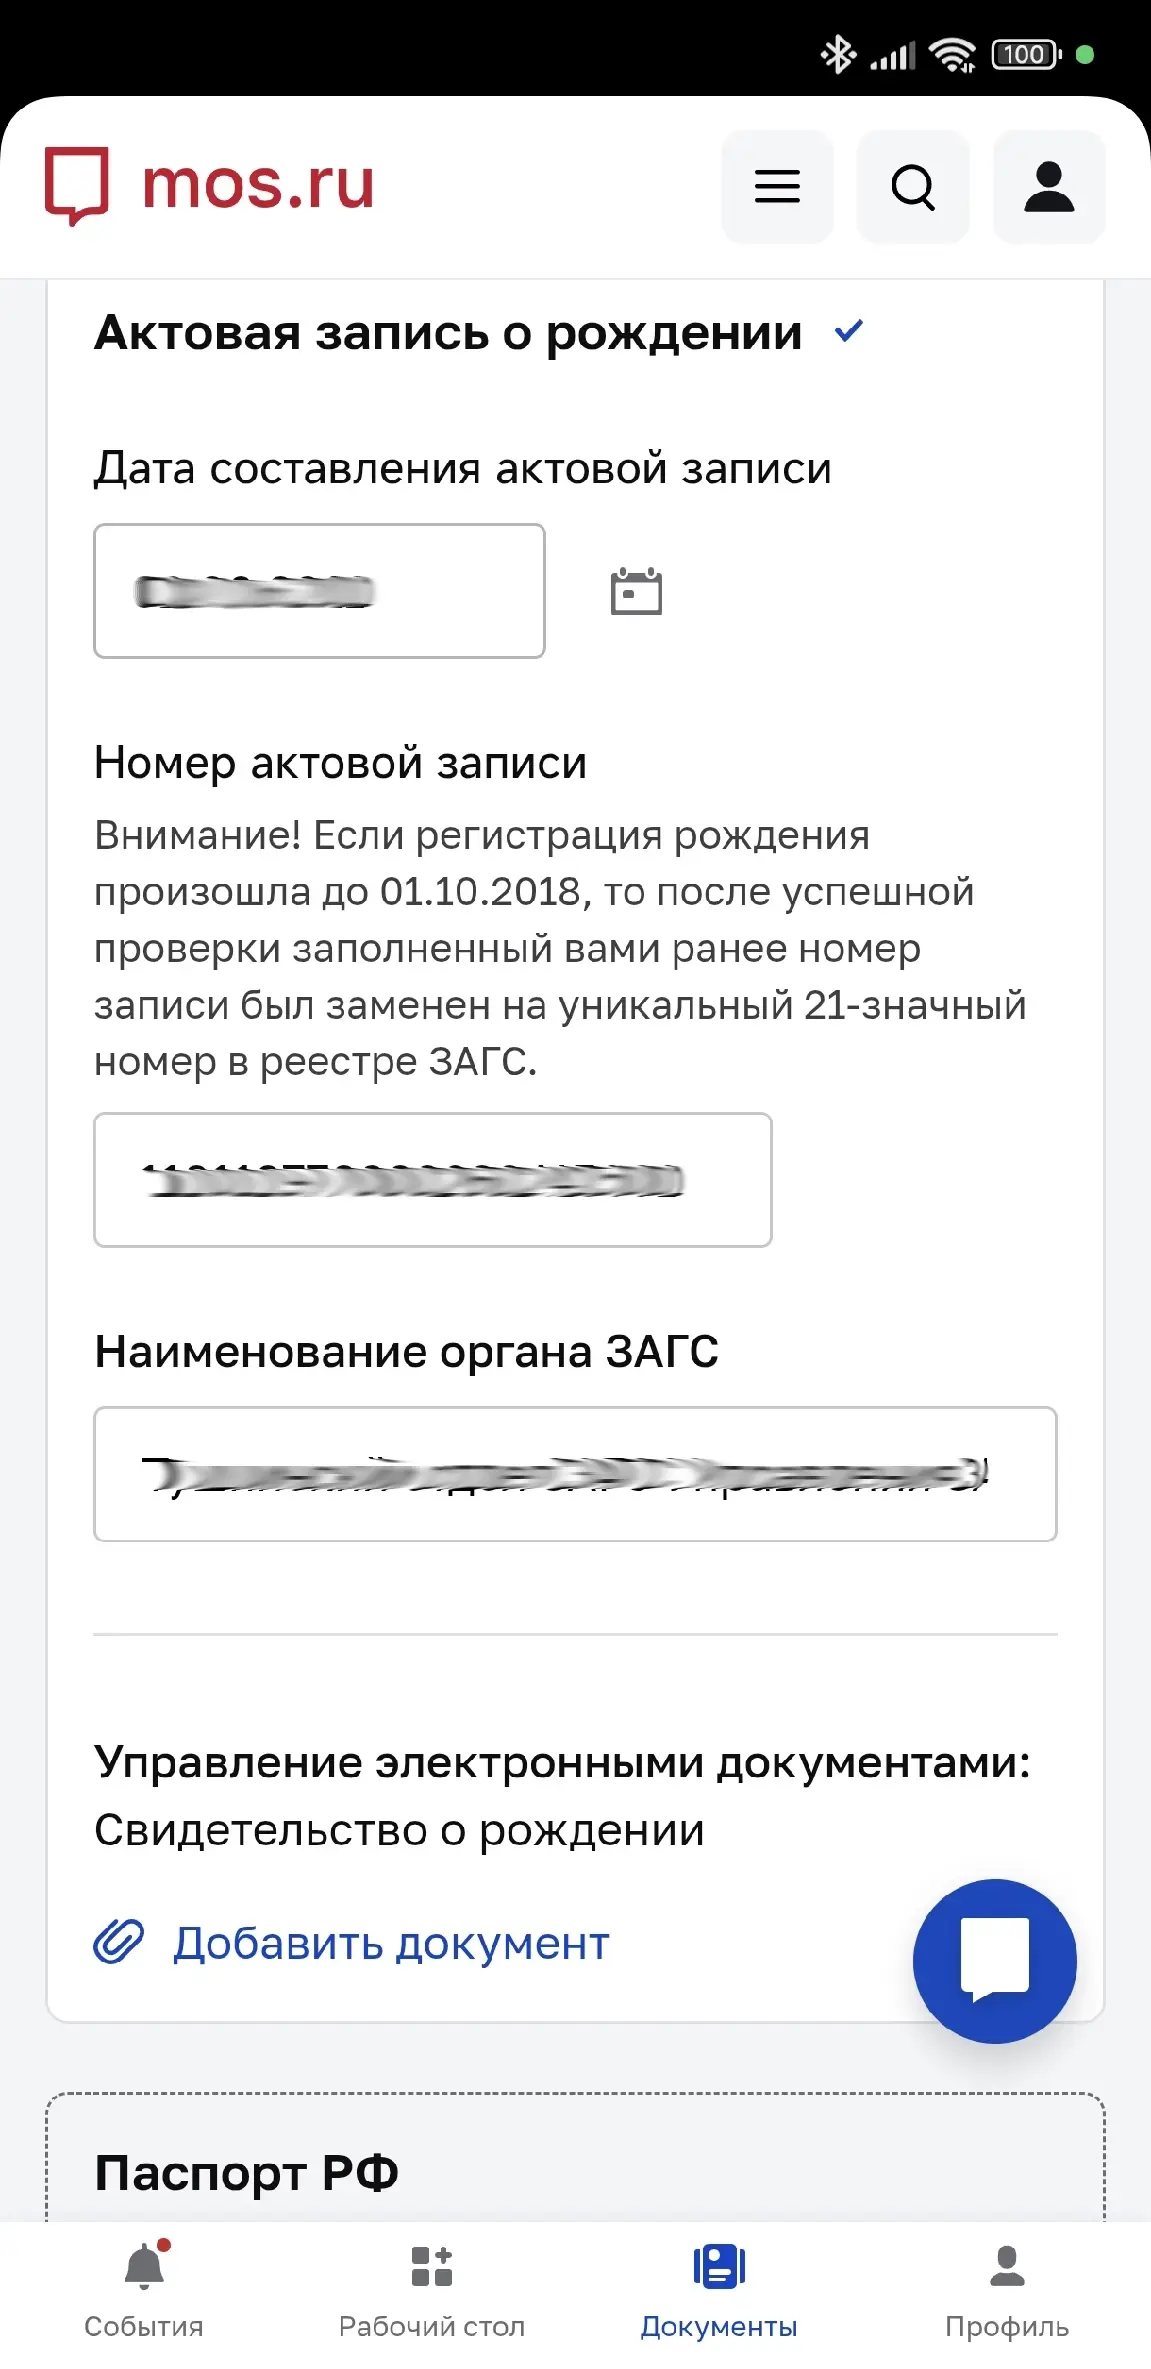 100
mos.ru
Актовая запись о рождении
Дата составления актовой записи
Номер актовой записи
Внимание! Если регистрация рождения
произошла до 01.10.2018, то после успешной
проверки заполненный вами ранее номер
записи был заменен на уникальный 21-значный
номер в реестре ЗАГС.
Наименование органа ЗАГС
Управление электронными документами:
Свидетельство о рождении
Добавить документ
Паспорт РФ
События
Рабочий стол
Документы
Профиль